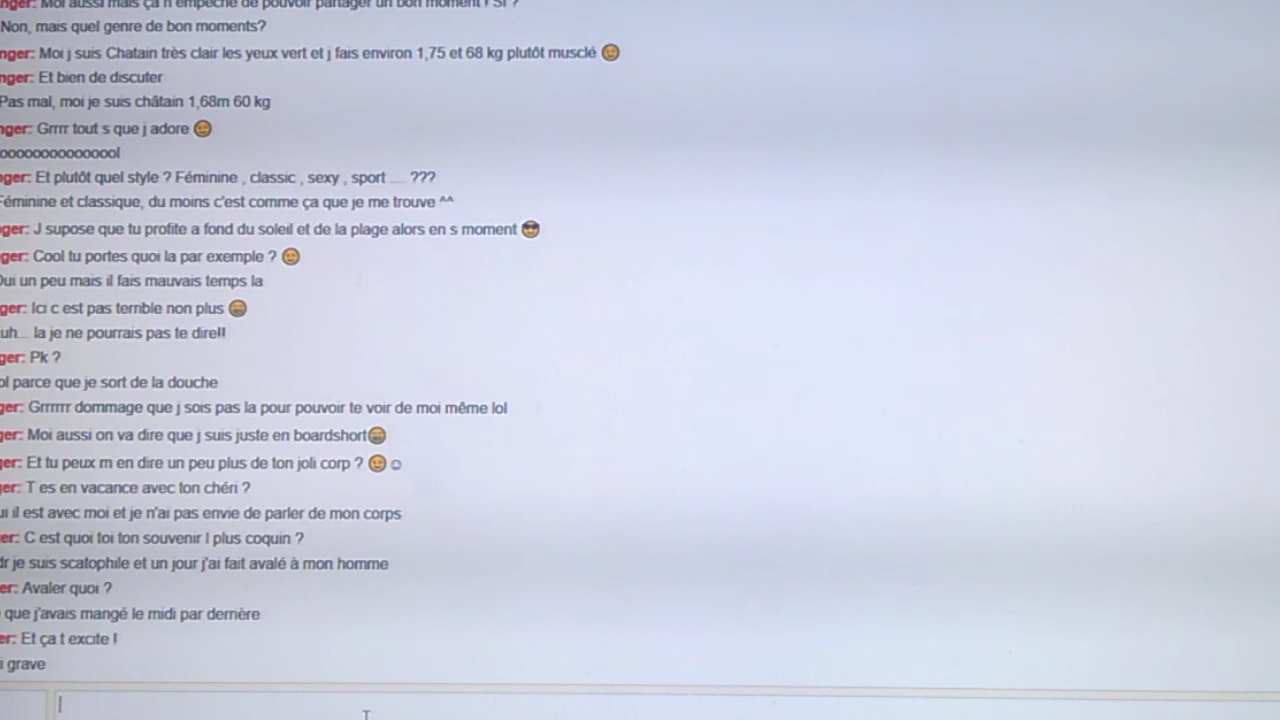 nger: Moi aussi mais ça n'empêche de pouvoir partager un bon moment ! Si ?
Non, mais quel genre de bon moments?
nger: Moi j suis Chatain très clair les yeux vert et j fais environ 1,75 et 68 kg plutôt musclé 😉
nger: Et bien de discuter
Pas mal, moi je suis châtain 1,68m 60 kg
nger: Grrrr tout s que j adore 😉
oooooooooooooool
nger: Et plutôt quel style ? Féminine , classic , sexy , sport .... ???
Féminine et classique, du moins c'est comme ça que je me trouve ^^
ger: J supose que tu profite a fond du soleil et de la plage alors en s moment 😎
ger: Cool tu portes quoi la par exemple ? 😉
Oui un peu mais il fais mauvais temps la
ger: Ici c est pas terrible non plus 😁
uh... la je ne pourrais pas te dire!!
ger: Pk ?
ol parce que je sort de la douche
ger: Grrrrrr dommage que j sois pas la pour pouvoir te voir de moi même lol
ger: Moi aussi on va dire que j suis juste en boardshort😁
ger: Et tu peux m en dire un peu plus de ton joli corp ? 😉☺
ger: T es en vacance avec ton chéri ?
ui il est avec moi et je n'ai pas envie de parler de mon corps
er: C est quoi toi ton souvenir l plus coquin ?
dr je suis scatophile et un jour j'ai fait avalé à mon homme
er: Avaler quoi ?
que j'avais mangé le midi par derrière
er: Et ça t excite !
i grave